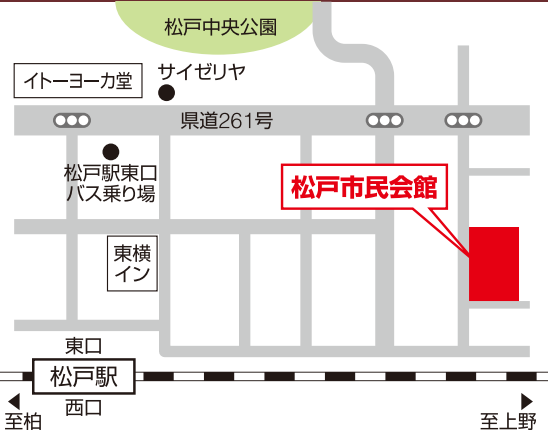 松戸中央公園
イトーヨーカ堂
サイゼリヤ
県道261号
松戸駅東口
バス乗り場
松戸市民会館
東横
イン
東口
松戸駅
西口
至柏
至上野